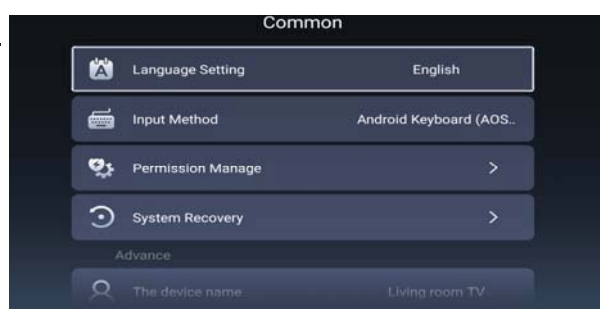 Common
Language Setting English
Input Method Android Keyboard (AOS..
Permission Manage >
System Recovery >
Advance
The device name Living room TV